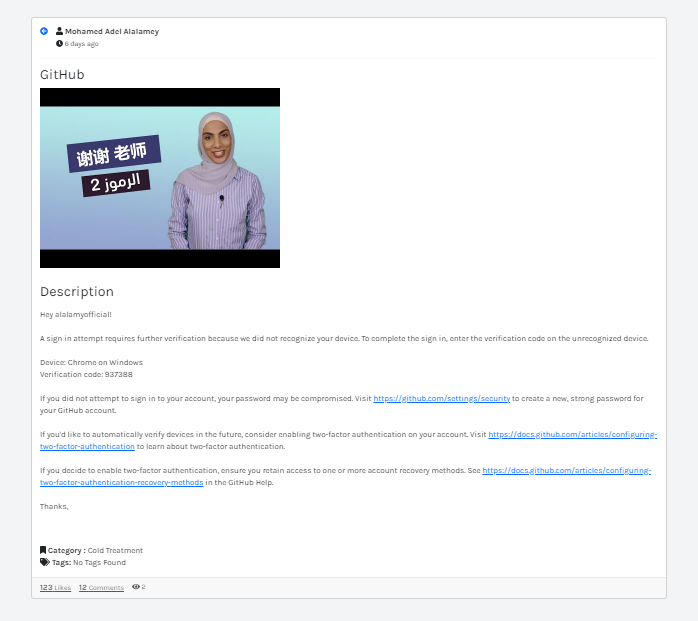 Mohamed Adel Alalamey
6 days ago
GitHub
谢谢 老师
الرموز 2
Description
Hey alalamyofficial!
A sign in attempt requires further verification because we did not recognize your device. To complete the sign in, enter the verification code on the unrecognized device.
Device: Chrome on Windows
Verification code: 937388
If you did not attempt to sign in to your account, your password may be compromised. Visit https://github.com/settings/security to create a new, strong password for
your GitHub account.
If you'd like to automatically verify devices in the future, consider enabling two-factor authentication on your account. Visit https://docs.github.com/articles/configuring-
two-factor-authentication to learn about two-factor authentication.
If you decide to enable two-factor authentication, ensure you retain access to one or more account recovery methods. See https://docs.github.com/articles/configuring-
two-factor-authentication-recovery-methods in the GitHub Help.
Thanks,
Category : Cold Treatment
Tags: No Tags Found
123 Likes 12 Comments 2